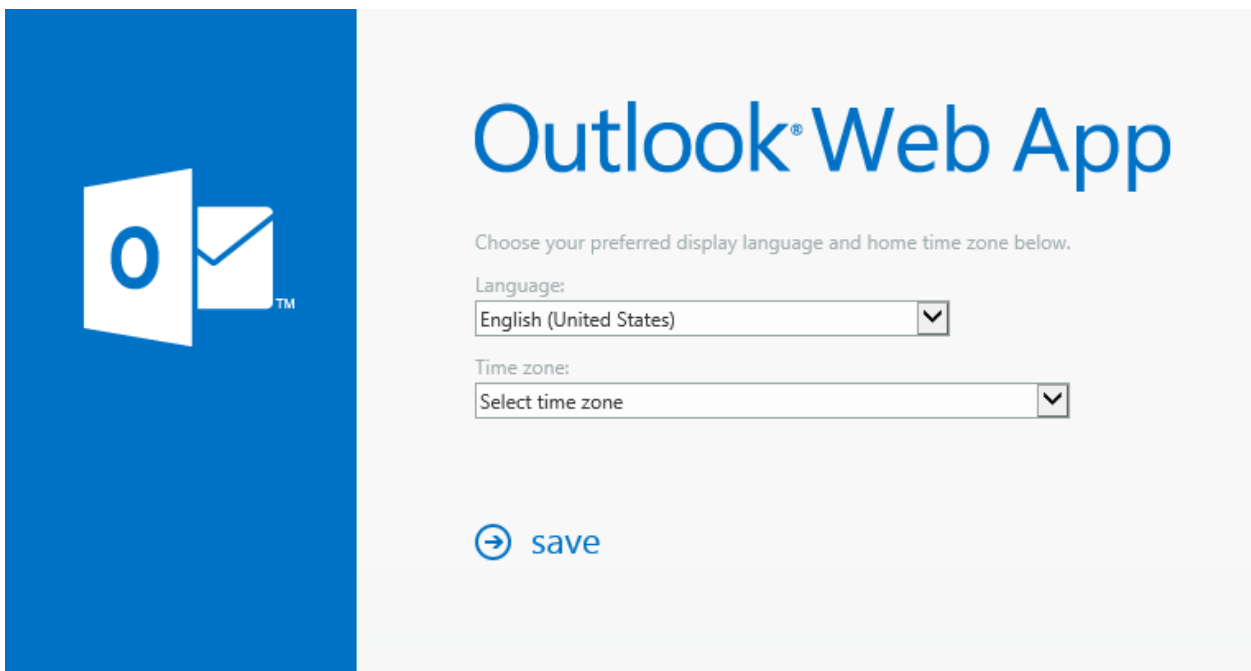 Outlook® Web App
Choose your preferred display language and home time zone below.
Language:
English (United States)
Time zone:
Select time zone
save
O
TM